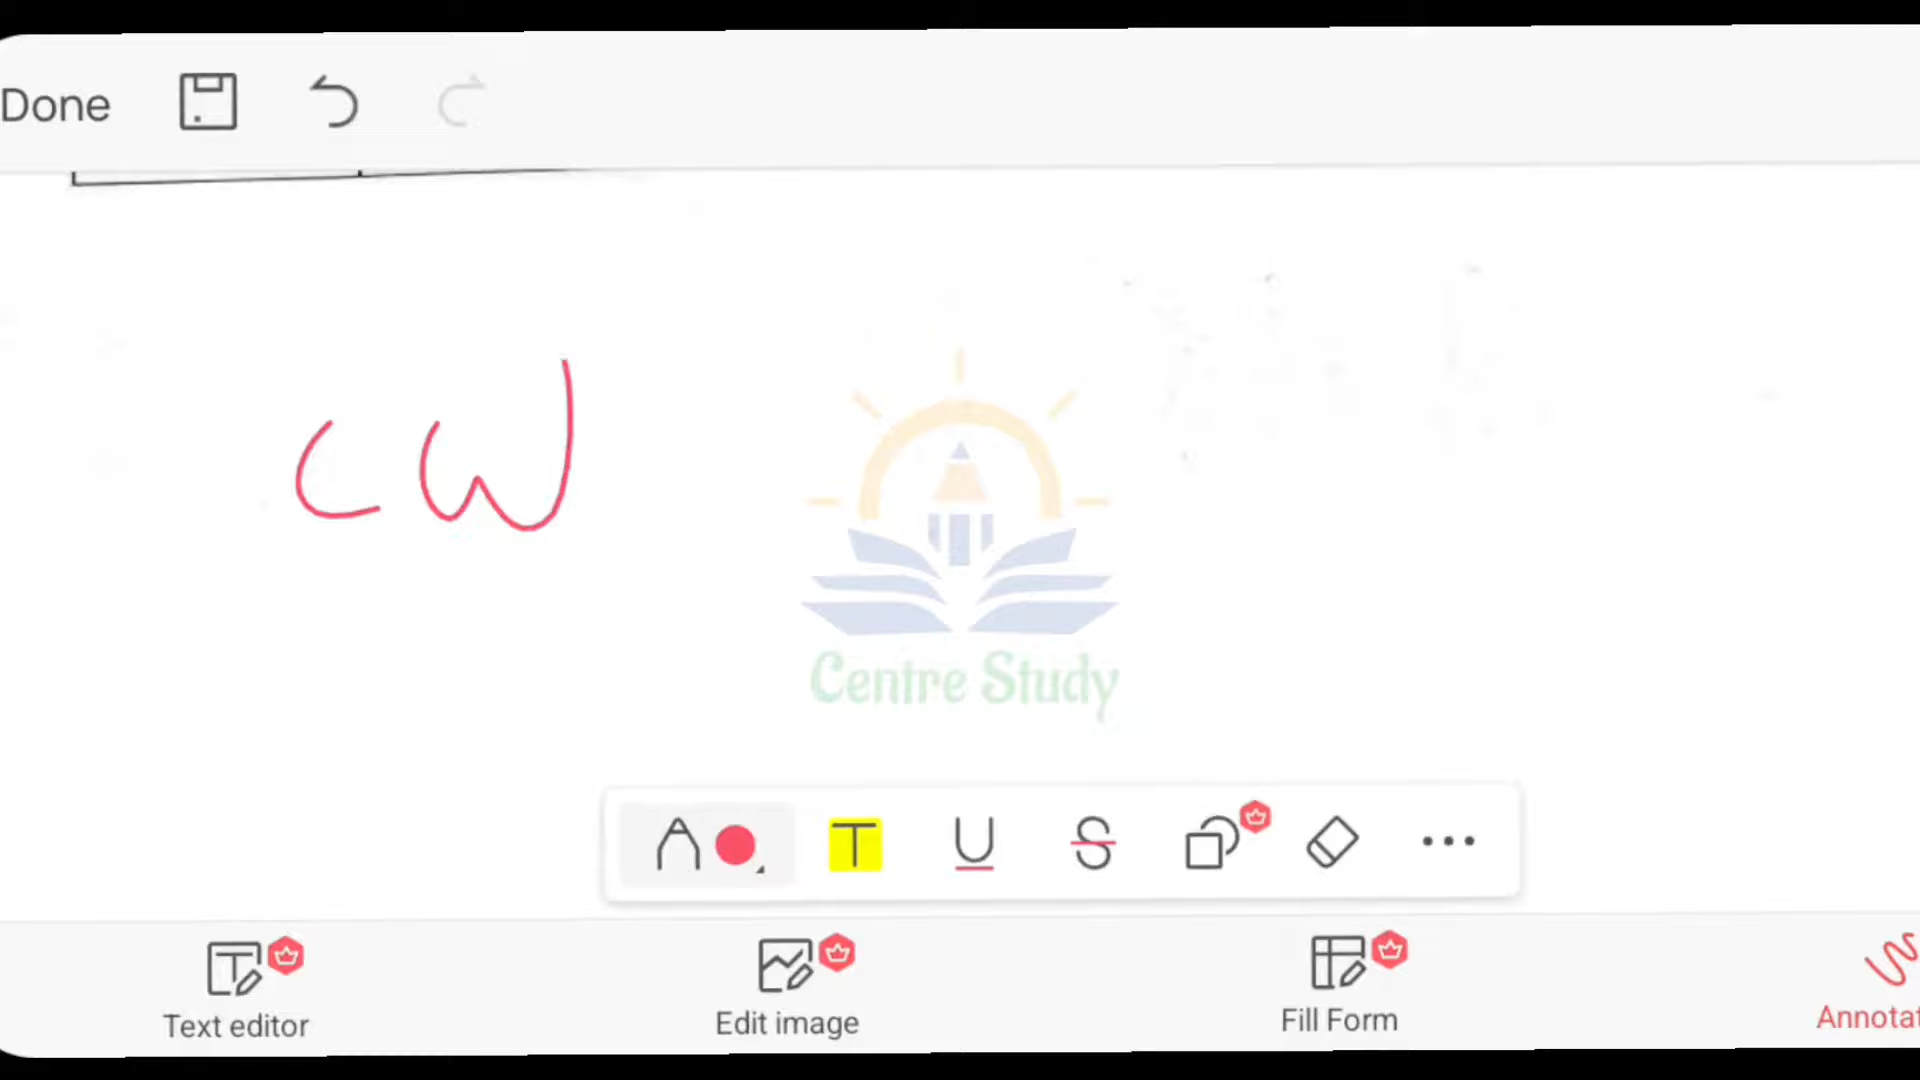 Done
cw
Centre Study
T U S
Text editor
Edit image
Fill Form
Annotat